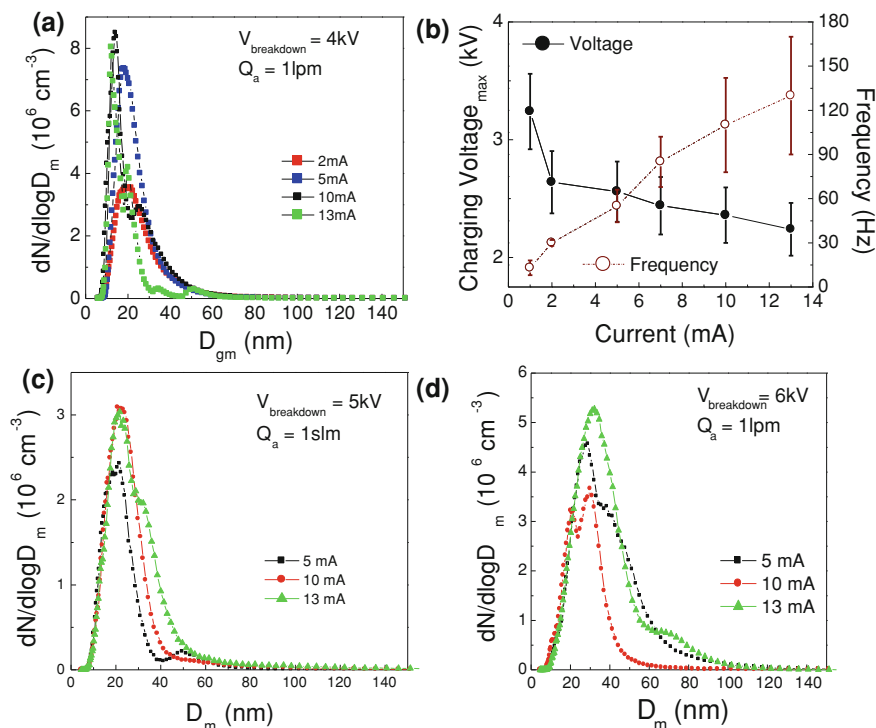 (a)
V_breakdown = 4kV
Q_a = 1lpm
2mA
5mA
10mA
13mA
dN/dlogD_m (10^6 cm^-3)
8
6
4
2
0
0 20 40 60 80 100 120 140
D_gm (nm)
(b)
Voltage
Frequency
Charging Voltage_max (kV)
4
3
2
Frequency (Hz)
180
150
120
90
60
30
0
0 2 4 6 8 10 12 14
Current (mA)
(c)
V_breakdown = 5kV
Q_a = 1slm
5 mA
10 mA
13 mA
dN/dlogD_m (10^6 cm^-3)
3
2
1
0
0 20 40 60 80 100 120 140
D_m (nm)
(d)
V_breakdown = 6kV
Q_a = 1lpm
5 mA
10 mA
13 mA
dN/dlogD_m (10^6 cm^-3)
6
5
4
3
2
1
0
0 20 40 60 80 100 120 140
D_m (nm)